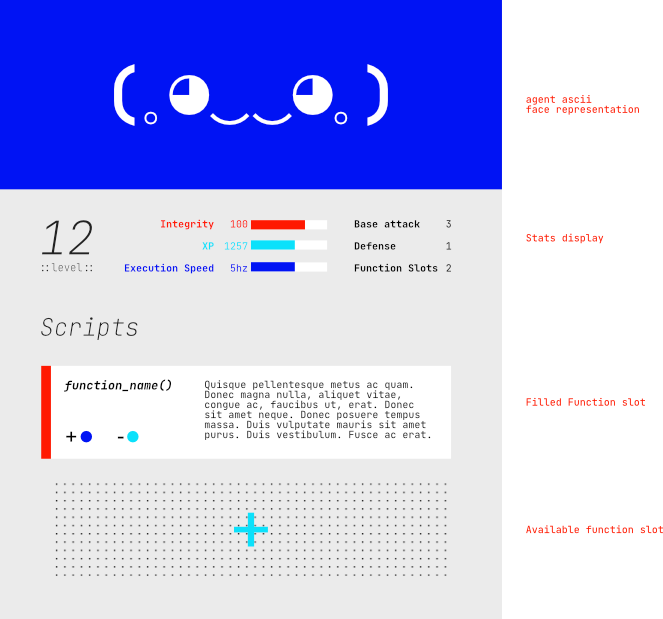 agent ascii
face representation
12
::level::
Integrity 100
XP 1257
Execution Speed 5hz
Base attack 3
Defense 1
Function Slots 2
Stats display
Scripts
function_name()
+
-
Quisque pellentesque metus ac quam.
Donec magna nulla, aliquet vitae,
congue ac, faucibus ut, erat. Donec
sit amet neque. Donec posuere tempus
massa. Duis vulputate mauris sit amet
purus. Duis vestibulum. Fusce ac erat.
Filled Function slot
+
Available function slot